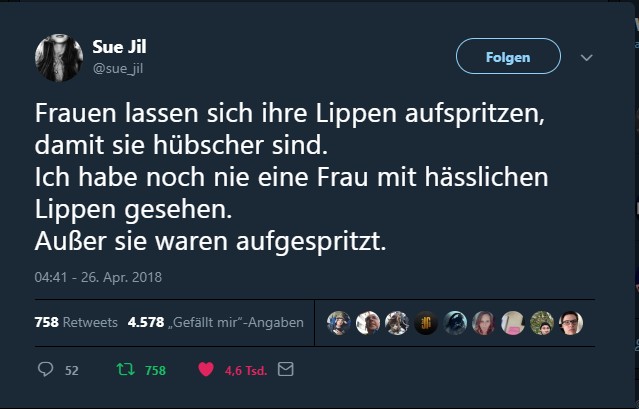 Sue Jil
@sue_jil
Folgen
Frauen lassen sich ihre Lippen aufspritzen,
damit sie hübscher sind.
Ich habe noch nie eine Frau mit hässlichen
Lippen gesehen.
Außer sie waren aufgespritzt.
04:41 - 26. Apr. 2018
758 Retweets 4.578 „Gefällt mir“-Angaben
52 758 4,6 Tsd.